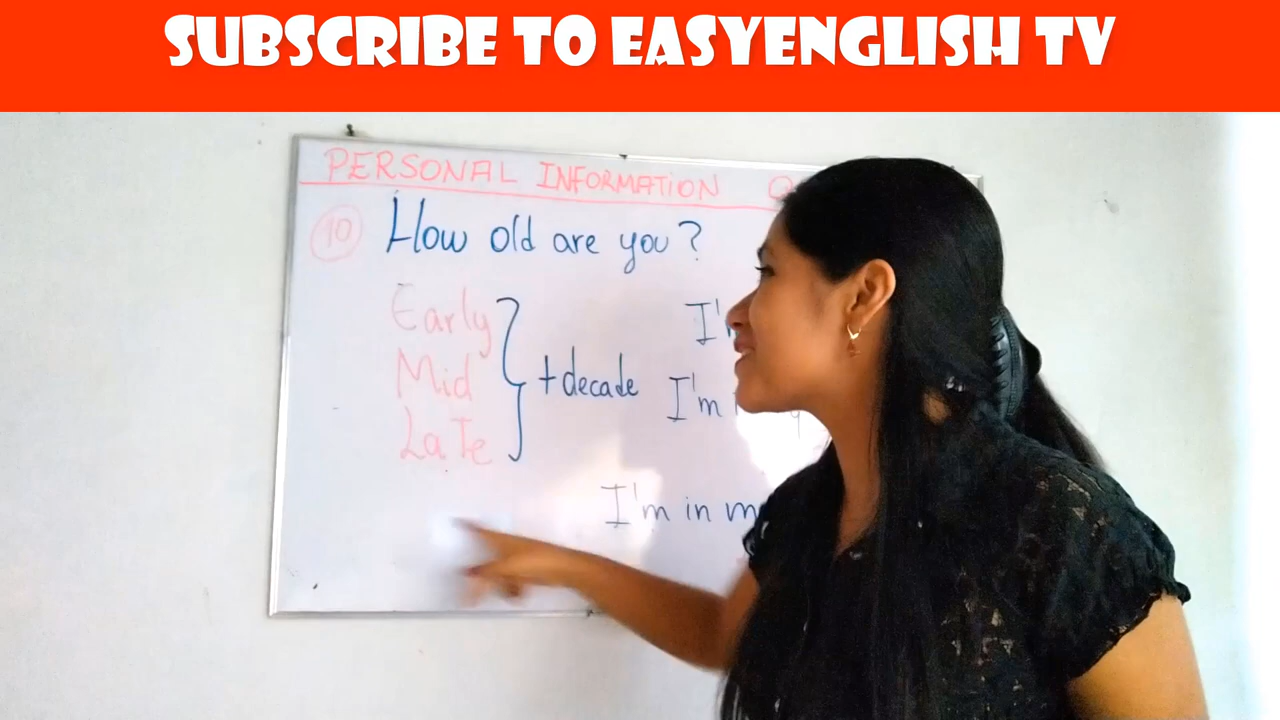 SUBSCRIBE TO EASYENGLISH TV
PERSONAL INFORMATION
10 How old are you?
Early
Mid
LaTe
+ decade
I'm
I'm
I'm in